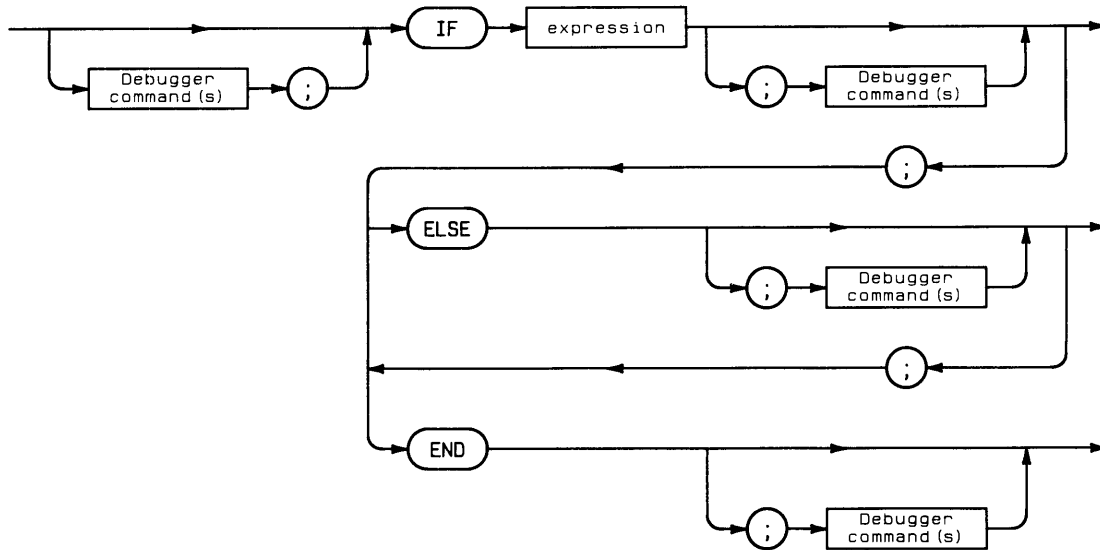 IF
expression
Debugger
command(s)
;
;
Debugger
command(s)
;
ELSE
;
Debugger
command(s)
;
END
;
Debugger
command(s)